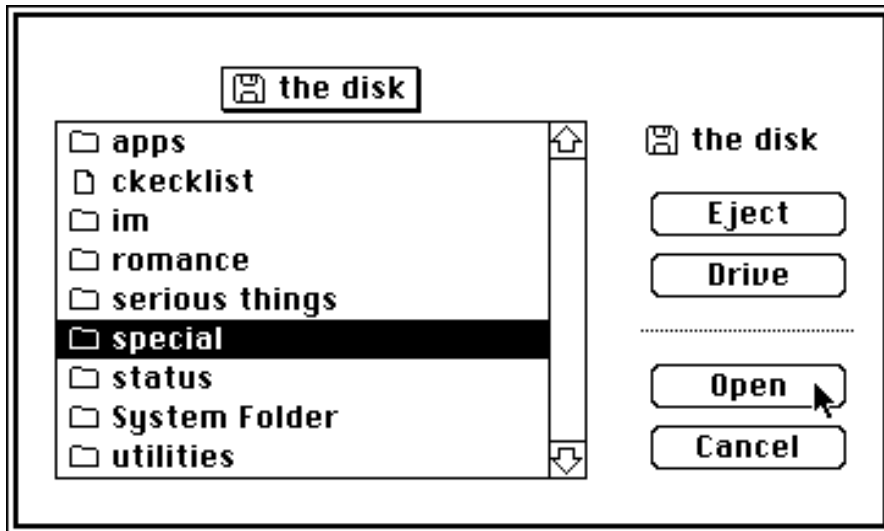 the disk
apps
ckecklist
im
romance
serious things
special
status
System Folder
utilities
the disk
Eject
Drive
Open
Cancel